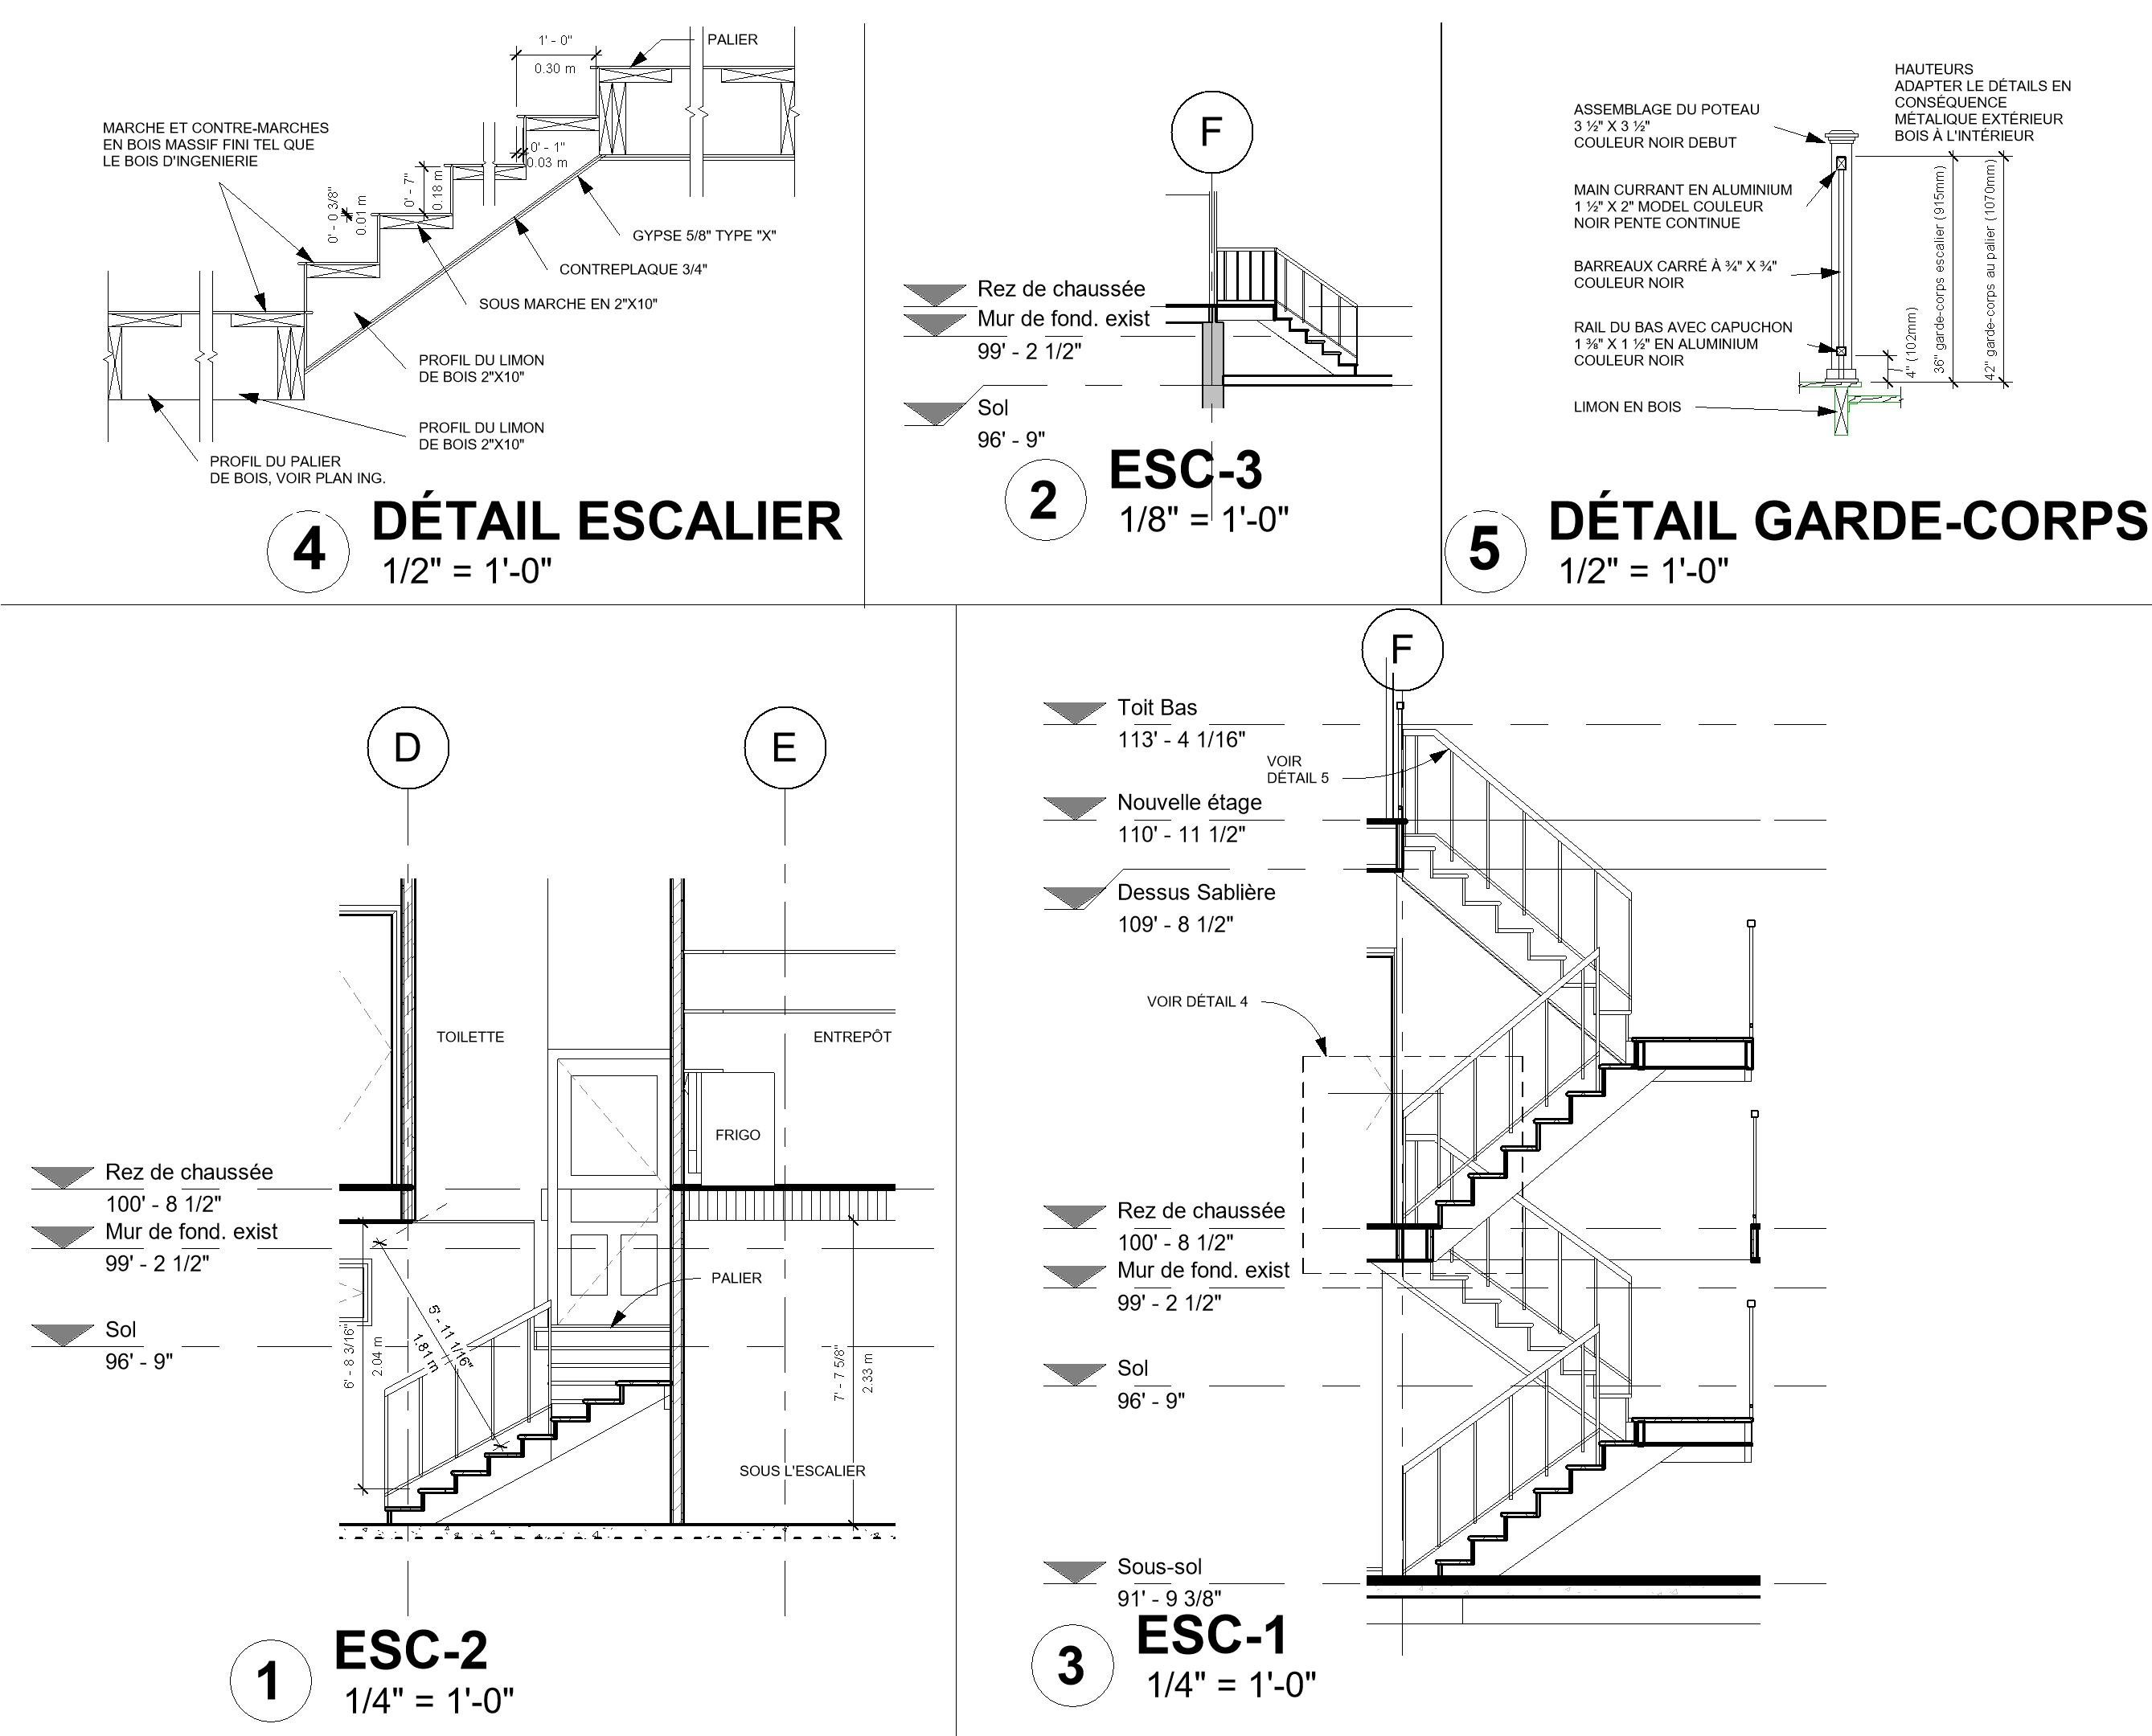 1' - 0"
0.30 m
PALIER
MARCHE ET CONTRE-MARCHES
EN BOIS MASSIF FINI TEL QUE
LE BOIS D'INGENIERIE
0' - 1"
0.03 m
0' - 7"
0.18 m
0' - 0 3/8"
0.01 m
GYPSE 5/8" TYPE "X"
CONTREPLAQUE 3/4"
SOUS MARCHE EN 2"X10"
PROFIL DU LIMON
DE BOIS 2"X10"
PROFIL DU LIMON
DE BOIS 2"X10"
PROFIL DU PALIER
DE BOIS, VOIR PLAN ING.
4
DÉTAIL ESCALIER
1/2" = 1'-0"
F
Rez de chaussée
Mur de fond. exist
99' - 2 1/2"
Sol
96' - 9"
2
ESC-3
1/8" = 1'-0"
HAUTEURS
ADAPTER LE DÉTAILS EN
CONSÉQUENCE
MÉTALIQUE EXTÉRIEUR
BOIS À L'INTÉRIEUR
ASSEMBLAGE DU POTEAU
3 ½" X 3 ½"
COULEUR NOIR DEBUT
MAIN CURRANT EN ALUMINIUM
1 ½" X 2" MODEL COULEUR
NOIR PENTE CONTINUE
BARREAUX CARRÉ À ¾" X ¾"
COULEUR NOIR
RAIL DU BAS AVEC CAPUCHON
1 ⅜" X 1 ½" EN ALUMINIUM
COULEUR NOIR
LIMON EN BOIS
4" (102mm)
36" garde-corps escalier (915mm)
42" garde-corps au palier (1070mm)
5
DÉTAIL GARDE-CORPS
1/2" = 1'-0"
D
E
TOILETTE
ENTREPÔT
FRIGO
Rez de chaussée
100' - 8 1/2"
Mur de fond. exist
99' - 2 1/2"
PALIER
Sol
96' - 9"
6' - 8 3/16"
2.04 m
5' - 11 1/16"
1.81 m
7' - 7 5/8"
2.33 m
SOUS L'ESCALIER
1
ESC-2
1/4" = 1'-0"
F
Toit Bas
113' - 4 1/16"
VOIR
DÉTAIL 5
Nouvelle étage
110' - 11 1/2"
Dessus Sablière
109' - 8 1/2"
VOIR DÉTAIL 4
Rez de chaussée
100' - 8 1/2"
Mur de fond. exist
99' - 2 1/2"
Sol
96' - 9"
Sous-sol
91' - 9 3/8"
3
ESC-1
1/4" = 1'-0"